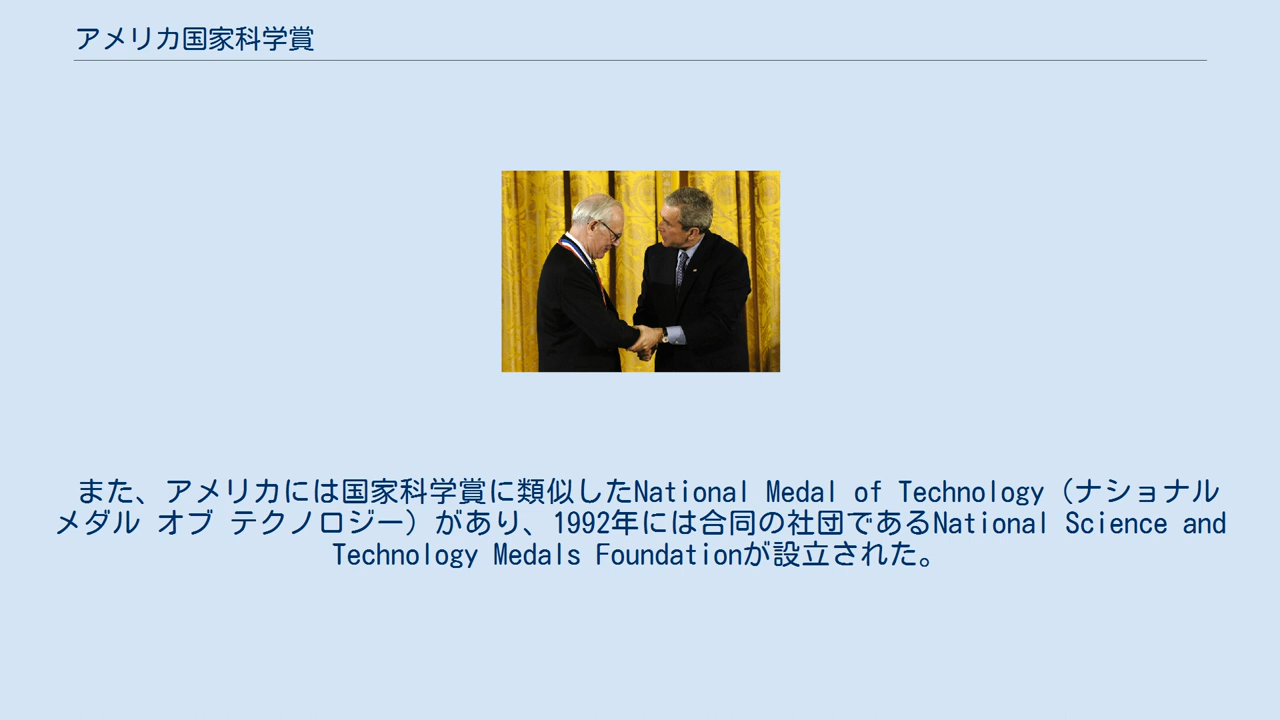 アメリカ国家科学賞
また、アメリカには国家科学賞に類似したNational Medal of Technology（ナショナル
メダル オブ テクノロジー）があり、1992年には合同の社団であるNational Science and
Technology Medals Foundationが設立された。